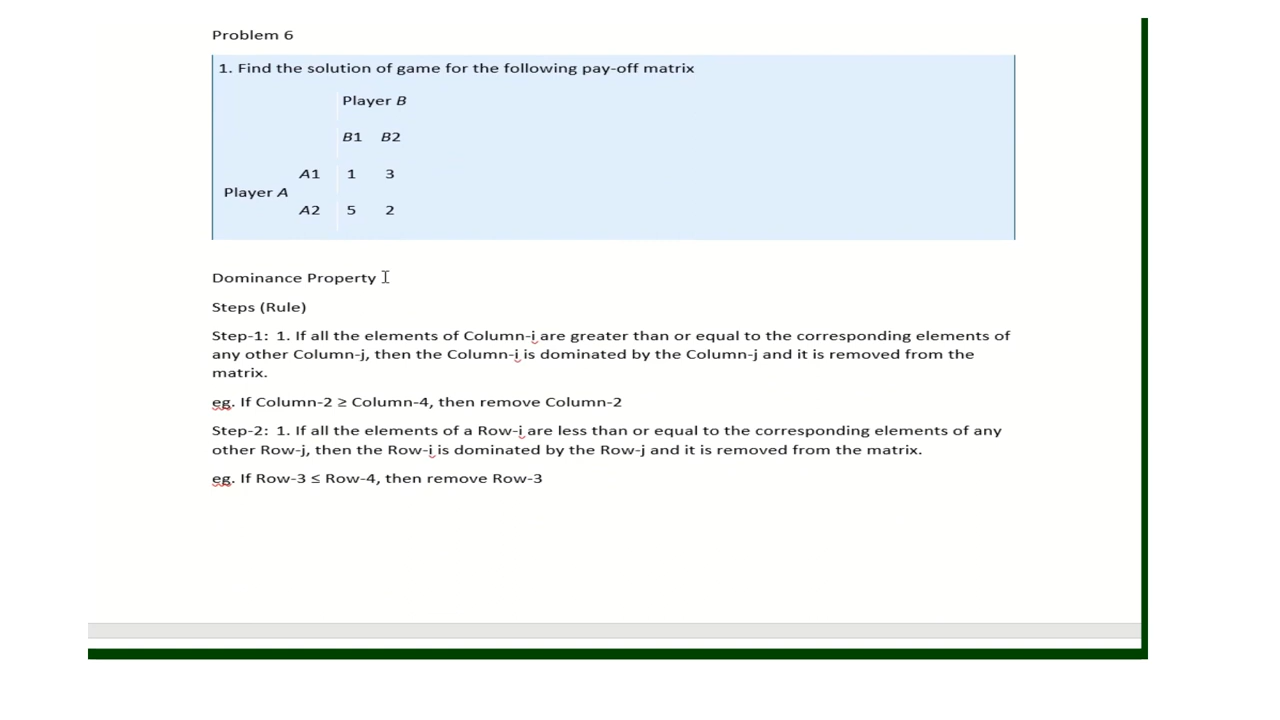 Problem 6
1. Find the solution of game for the following pay-off matrix
Player B
B1 B2
A1 1 3
Player A
A2 5 2
Dominance Property
Steps (Rule)
Step-1: 1. If all the elements of Column-i are greater than or equal to the corresponding elements of
any other Column-j, then the Column-i is dominated by the Column-j and it is removed from the
matrix.
eg. If Column-2 ≥ Column-4, then remove Column-2
Step-2: 1. If all the elements of a Row-i are less than or equal to the corresponding elements of any
other Row-j, then the Row-i is dominated by the Row-j and it is removed from the matrix.
eg. If Row-3 ≤ Row-4, then remove Row-3